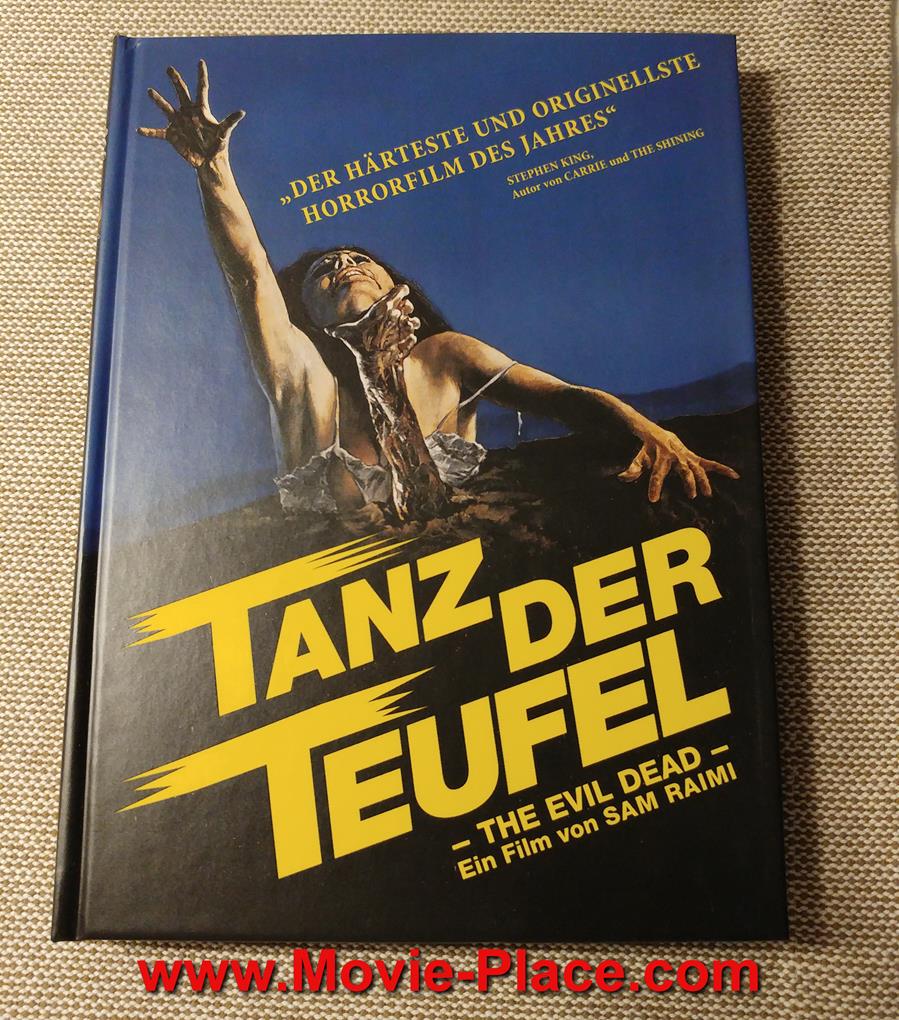 „DER HÄRTESTE UND ORIGINELLSTE
HORRORFILM DES JAHRES“
STEPHEN KING,
Autor von CARRIE und THE SHINING
TANZ DER
TEUFEL
– THE EVIL DEAD –
Ein Film von SAM RAIMI
www.Movie-Place.com